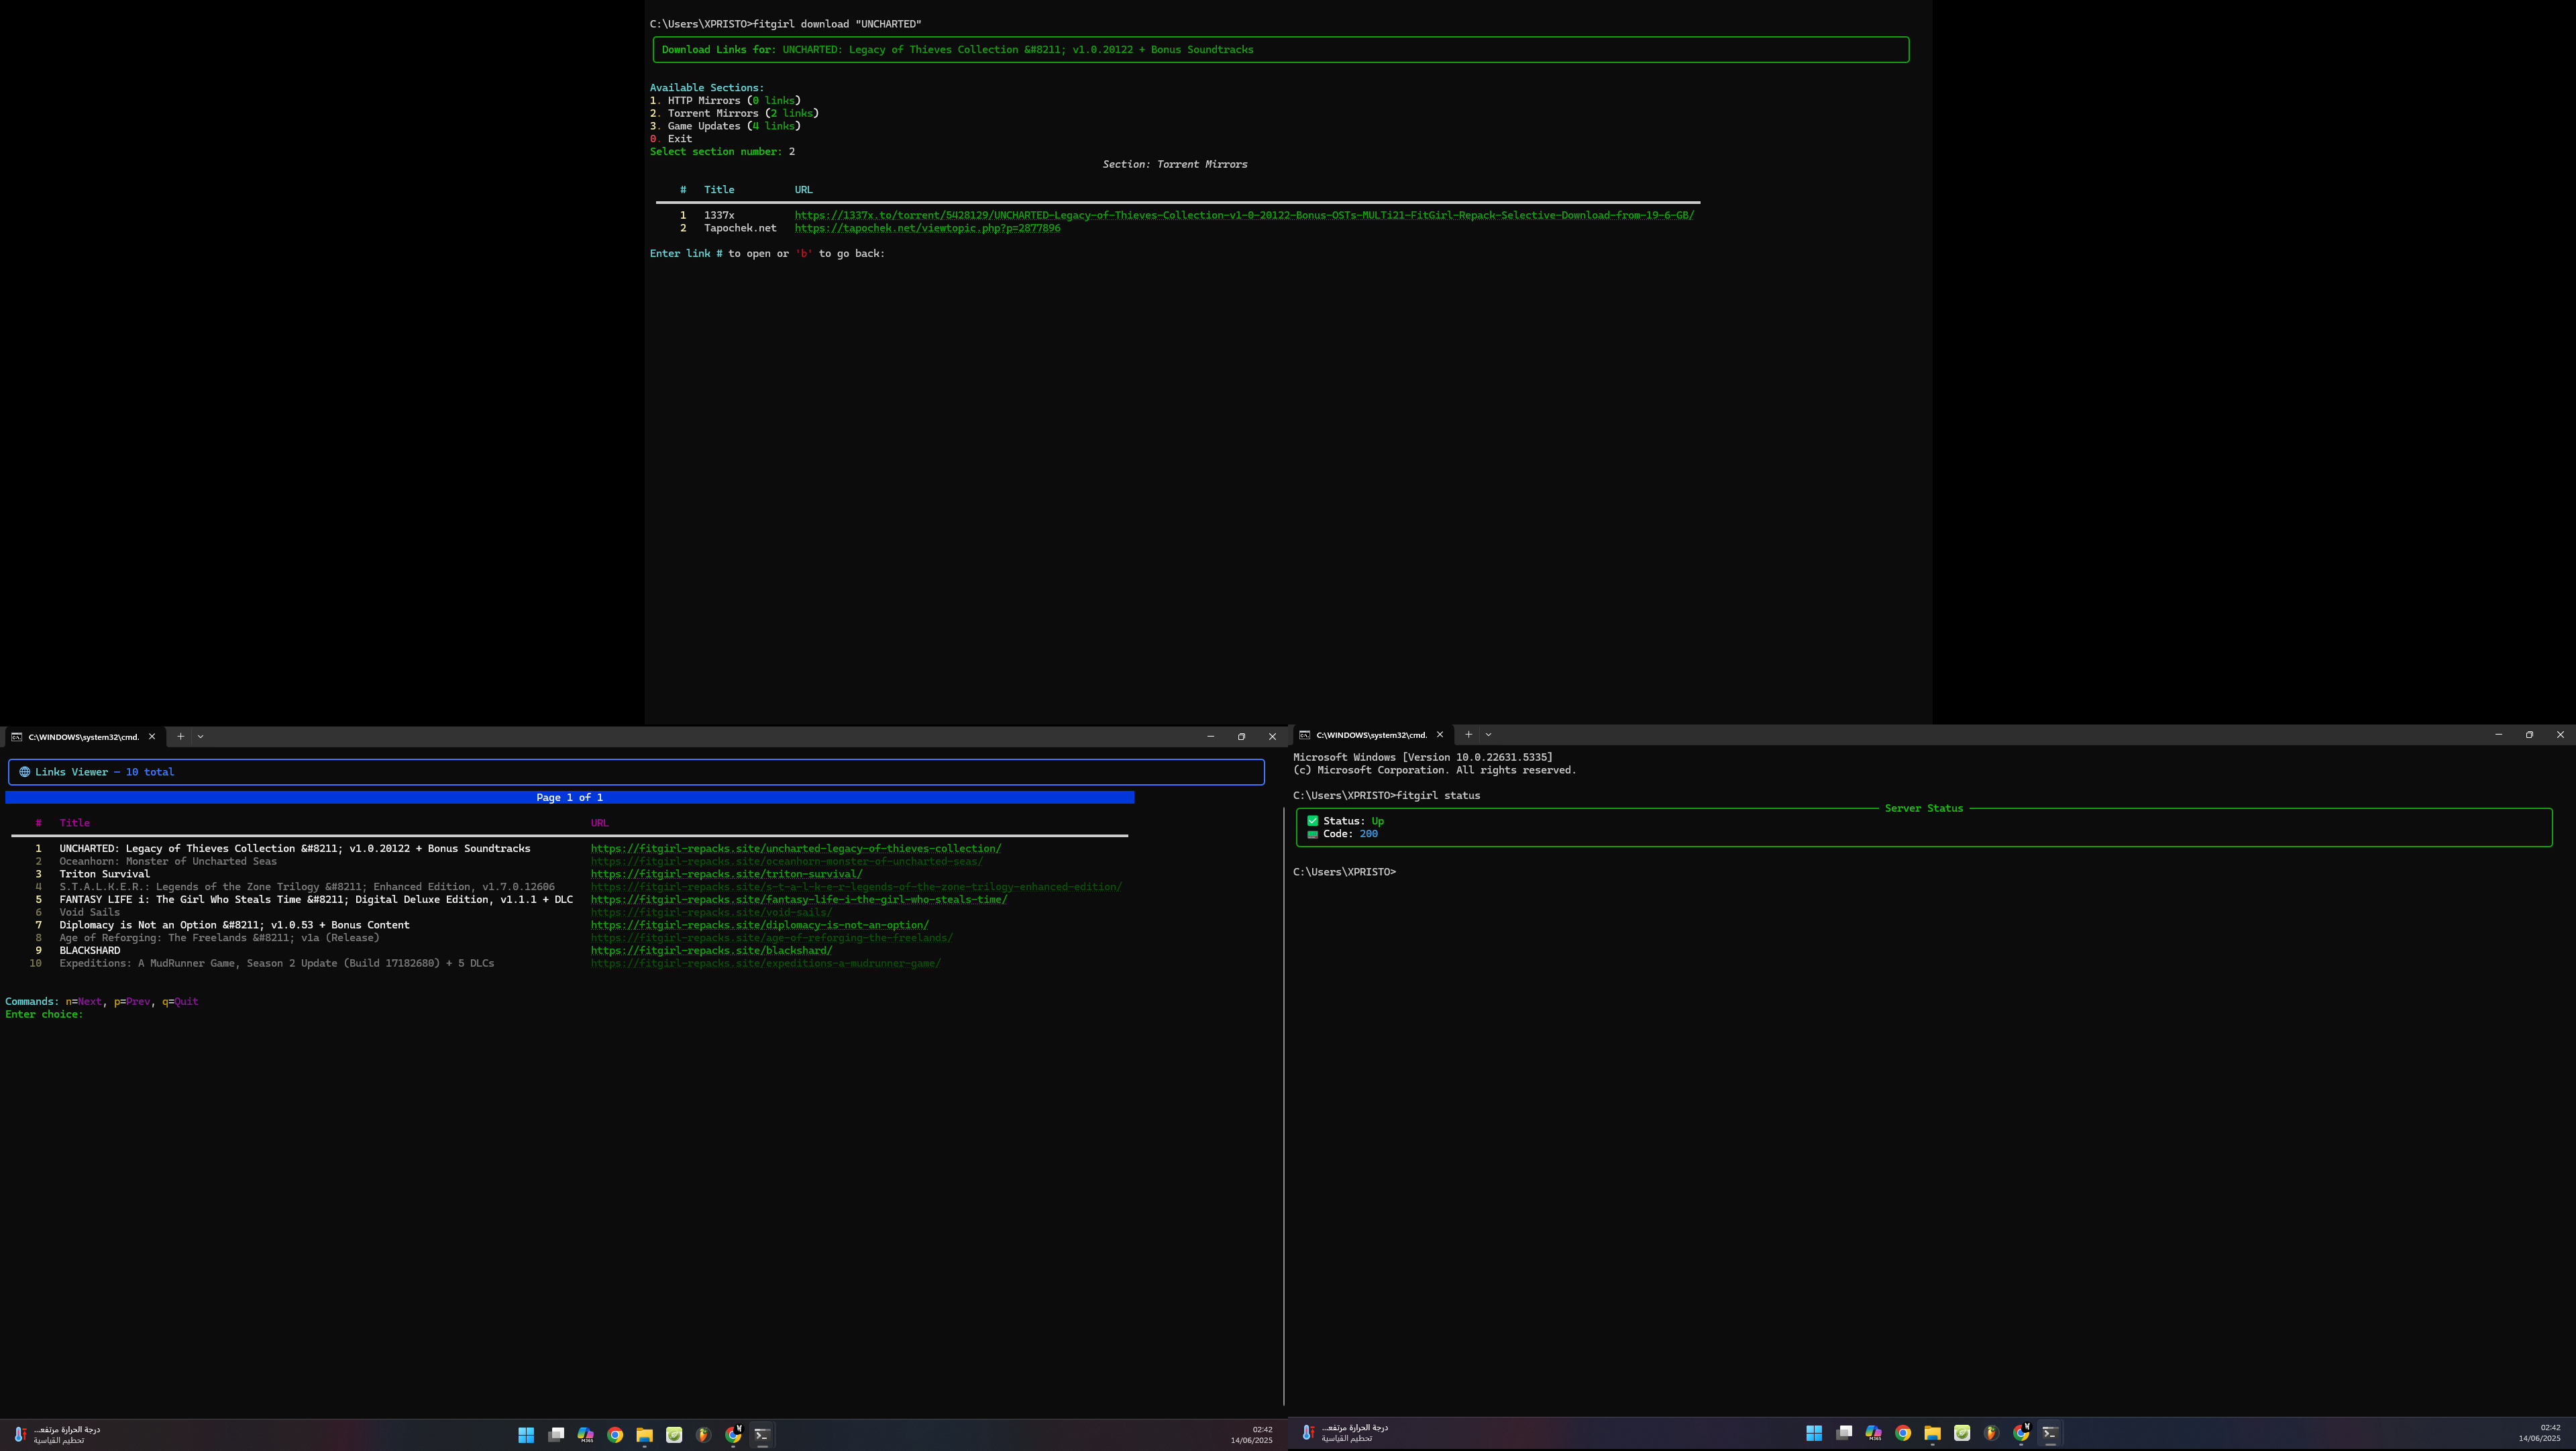 C:\Users\XPRISTO>fitgirl download "UNCHARTED"
Download Links for: UNCHARTED: Legacy of Thieves Collection &#8211; v1.0.20122 + Bonus Soundtracks
Available Sections:
1. HTTP Mirrors (0 links)
2. Torrent Mirrors (2 links)
3. Game Updates (4 links)
0. Exit
Select section number: 2
Section: Torrent Mirrors
# Title URL
1 1337x https://1337x.to/torrent/5428129/UNCHARTED-Legacy-of-Thieves-Collection-v1-0-20122-Bonus-OSTs-MULTi21-FitGirl-Repack-Selective-Download-from-19-6-GB/
2 Tapochek.net https://tapochek.net/viewtopic.php?p=2877896
Enter link # to open or 'b' to go back:
C:\WINDOWS\system32\cmd.
Links Viewer — 10 total
Page 1 of 1
# Title URL
1 UNCHARTED: Legacy of Thieves Collection &#8211; v1.0.20122 + Bonus Soundtracks https://fitgirl-repacks.site/uncharted-legacy-of-thieves-collection/
2 Oceanhorn: Monster of Uncharted Seas https://fitgirl-repacks.site/oceanhorn-monster-of-uncharted-seas/
3 Triton Survival https://fitgirl-repacks.site/triton-survival/
4 S.T.A.L.K.E.R.: Legends of the Zone Trilogy &#8211; Enhanced Edition, v1.7.0.12606 https://fitgirl-repacks.site/s-t-a-l-k-e-r-legends-of-the-zone-trilogy-enhanced-edition/
5 FANTASY LIFE i: The Girl Who Steals Time &#8211; Digital Deluxe Edition, v1.1.1 + DLC https://fitgirl-repacks.site/fantasy-life-i-the-girl-who-steals-time/
6 Void Sails https://fitgirl-repacks.site/void-sails/
7 Diplomacy is Not an Option &#8211; v1.0.53 + Bonus Content https://fitgirl-repacks.site/diplomacy-is-not-an-option/
8 Age of Reforging: The Freelands &#8211; v1a (Release) https://fitgirl-repacks.site/age-of-reforging-the-freelands/
9 BLACKSHARD https://fitgirl-repacks.site/blackshard/
10 Expeditions: A MudRunner Game, Season 2 Update (Build 17182680) + 5 DLCs https://fitgirl-repacks.site/expeditions-a-mudrunner-game/
Commands: n=Next, p=Prev, q=Quit
Enter choice:
درجة الحرارة مرتفعـ...
تحطيم القياسية
02:42
14/06/2025
C:\WINDOWS\system32\cmd.
Microsoft Windows [Version 10.0.22631.5335]
(c) Microsoft Corporation. All rights reserved.
C:\Users\XPRISTO>fitgirl status
Server Status
Status: Up
Code: 200
C:\Users\XPRISTO>
درجة الحرارة مرتفعـ...
تحطيم القياسية
02:42
14/06/2025